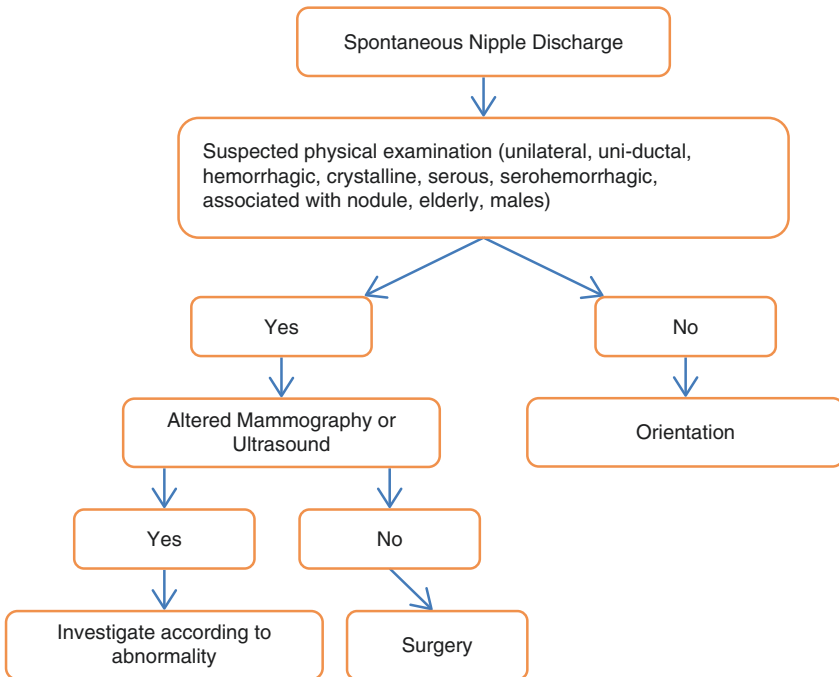 Spontaneous Nipple Discharge
Suspected physical examination (unilateral, uni-ductal,
hemorrhagic, crystalline, serous, serohemorrhagic,
associated with nodule, elderly, males)
Yes
No
Altered Mammography or
Ultrasound
Orientation
Yes
No
Investigate according to
abnormality
Surgery